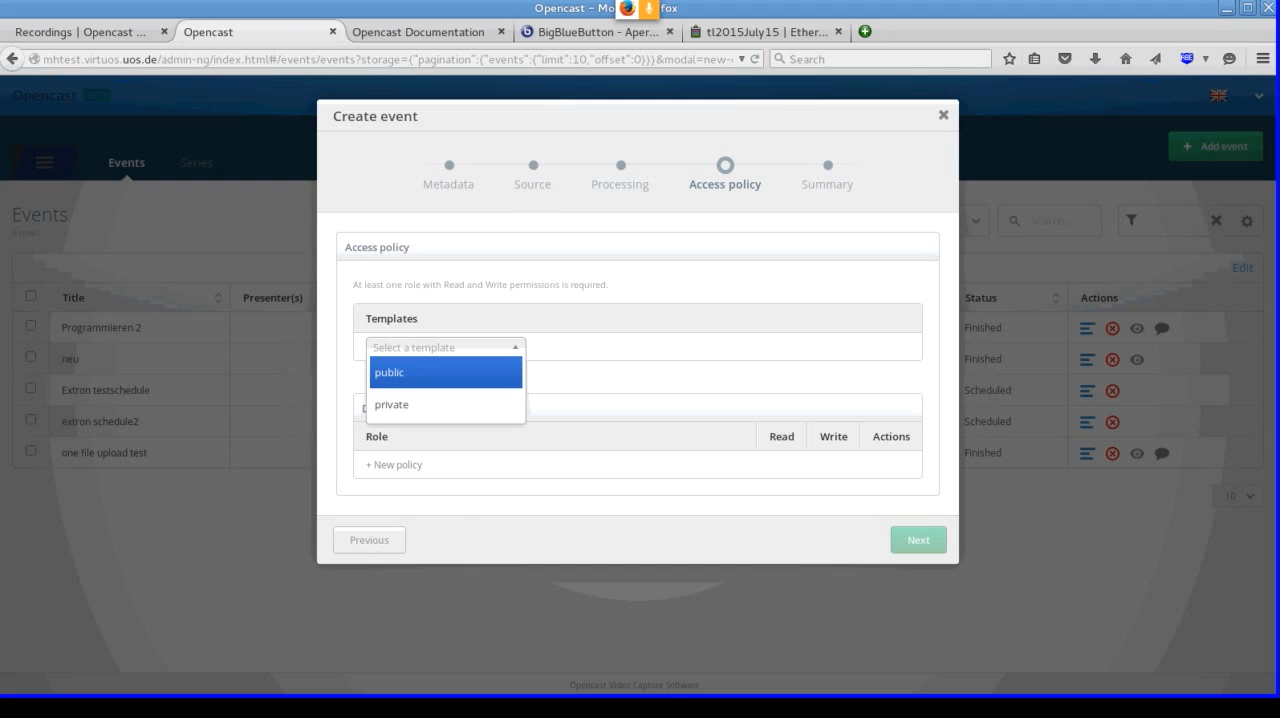 Opencast - Mo fox
Recordings | Opencast ... × Opencast × Opencast Documentation × BigBlueButton - Aper... × tl2015July15 | Ether... ×
mhtest.virtuos.uos.de/admin-ng/index.html#/events/events?storage={"pagination":{"events":{"limit":10,"offset":0}}}&modal=new- Search
Opencast
Create event
+ Add event
Events Series
Metadata Source Processing Access policy Summary
Events
5 rows
Search...
Access policy
Edit
At least one role with Read and Write permissions is required.
Title Presenter(s) Status Actions
Templates
Programmieren 2 Finished
Select a template
neu Finished
public
Extron testschedule Scheduled
private
extron schedule2 Scheduled
Role Read Write Actions
one file upload test Finished
+ New policy
10
Previous Next
Opencast Video Capture Software